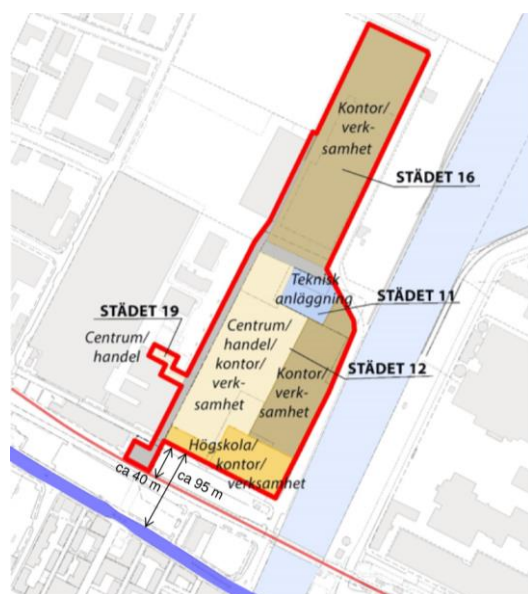 Kontor/
verk-
samhet
STÄDET 16
Teknisk
anläggning
STÄDET 11
STÄDET 19
Centrum/
handel
Centrum/
handel/
kontor/
verk-
samhet
STÄDET 12
Kontor/
verk-
samhet
Högskola/
kontor/
verksamhet
ca 40 m
ca 95 m